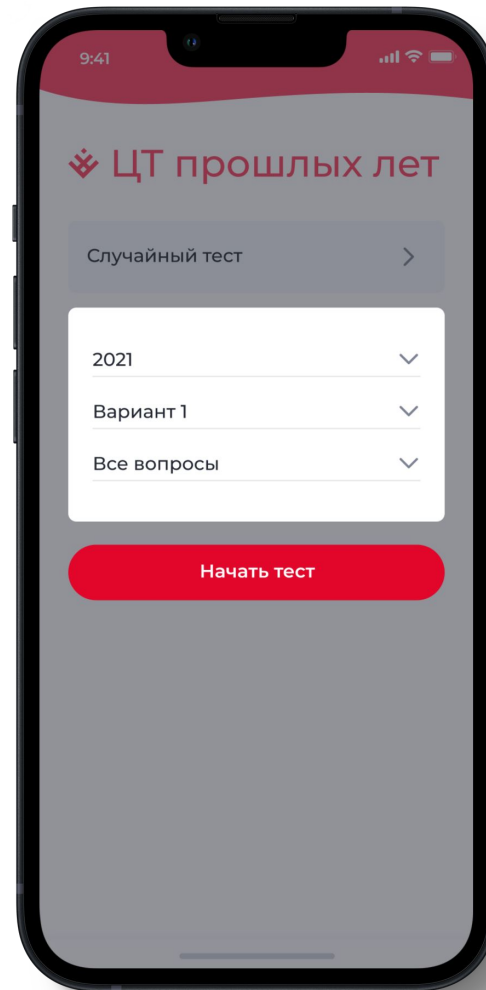 9:41
ЦТ прошлых лет
Случайный тест
2021
Вариант 1
Все вопросы
Начать тест